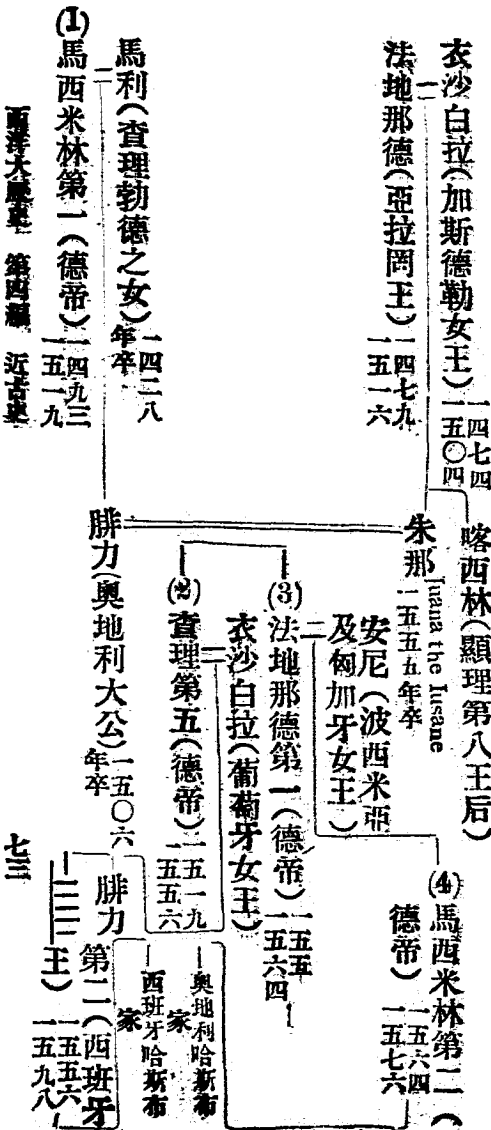 衣沙白拉(加斯德勒女王)一四七四
一五〇四
法地那德(亞拉岡王)一四七九
一五一六
馬利(查理勃德之女)一四二八
年卒
(1)
馬西米林第一(德帝)一四九三
一五一九
西洋大歷史 第四編 近古史
喀西林(顯理第八王后)
朱那 Juana the Iusane
一五五五年卒
腓力(奧地利大公)一五〇六
年卒
安尼(波西米亞
及匈加牙女王)
(3)
法地那德第一(德帝)一五五
一五六四
衣沙白拉(葡萄牙女王)
(2)
查理第五(德帝)一五一九
一五五六
(4)
馬西米林第二(
德帝) 一五六四
一五七六
奧地利哈斯布
家
西班牙哈斯布
家
腓力第二(西班牙
王) 一五五六
一五九八
七三